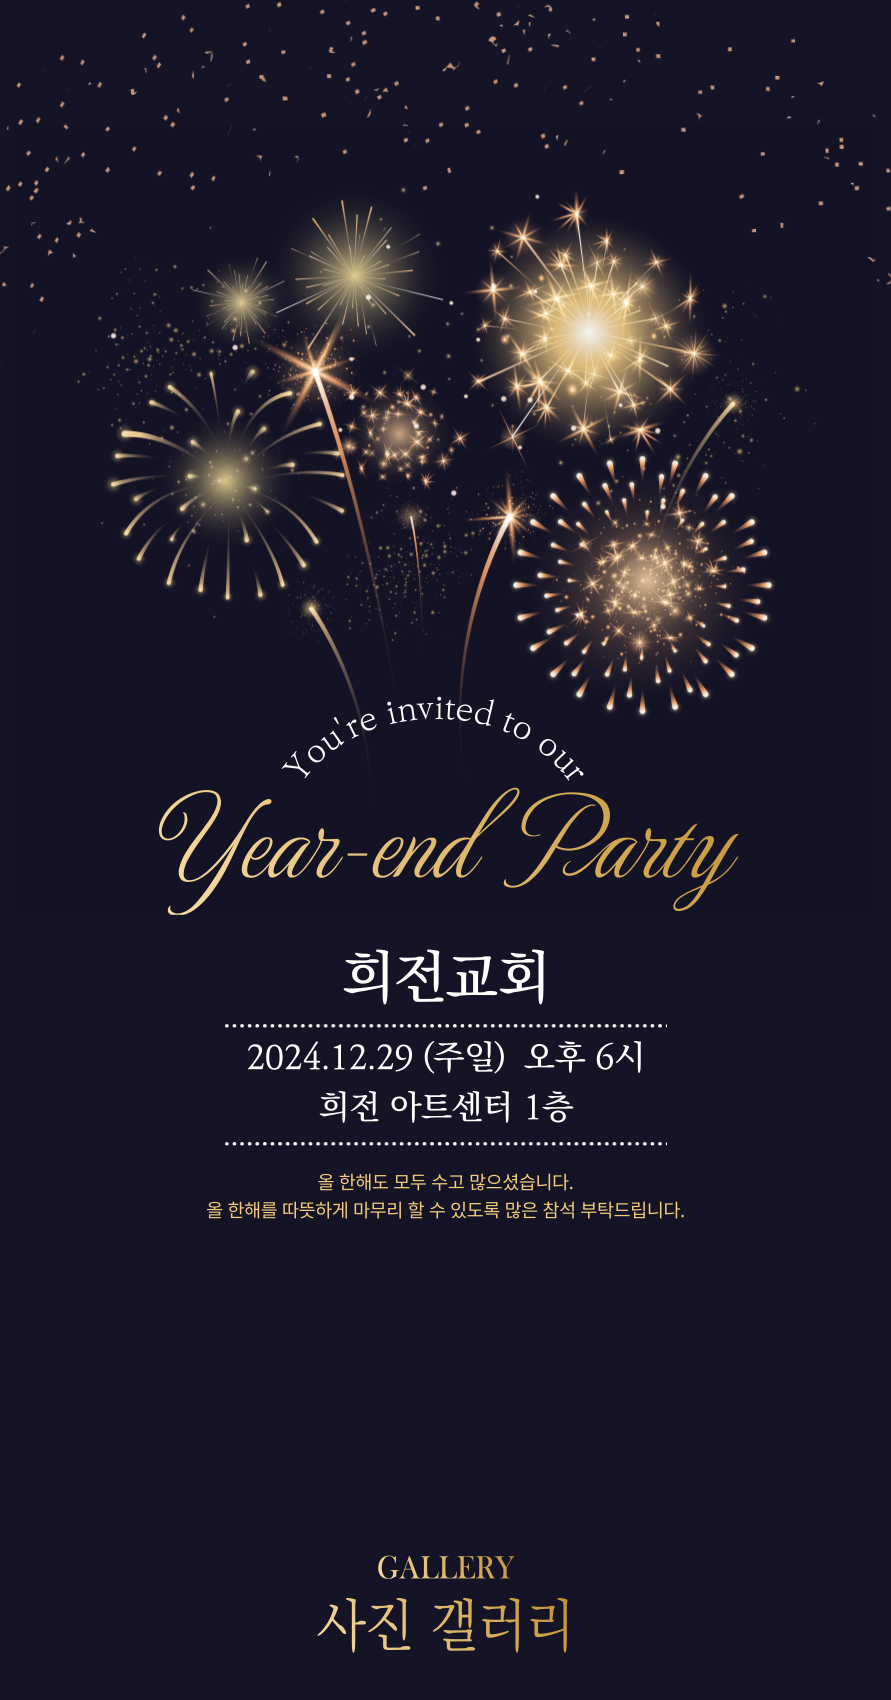 You're invited to our
Year-end Party
희전교회
2024.12.29 (주일) 오후 6시
희전 아트센터 1층
올 한해도 모두 수고 많으셨습니다.
올 한해를 따뜻하게 마무리 할 수 있도록 많은 참석 부탁드립니다.
GALLERY
사진 갤러리